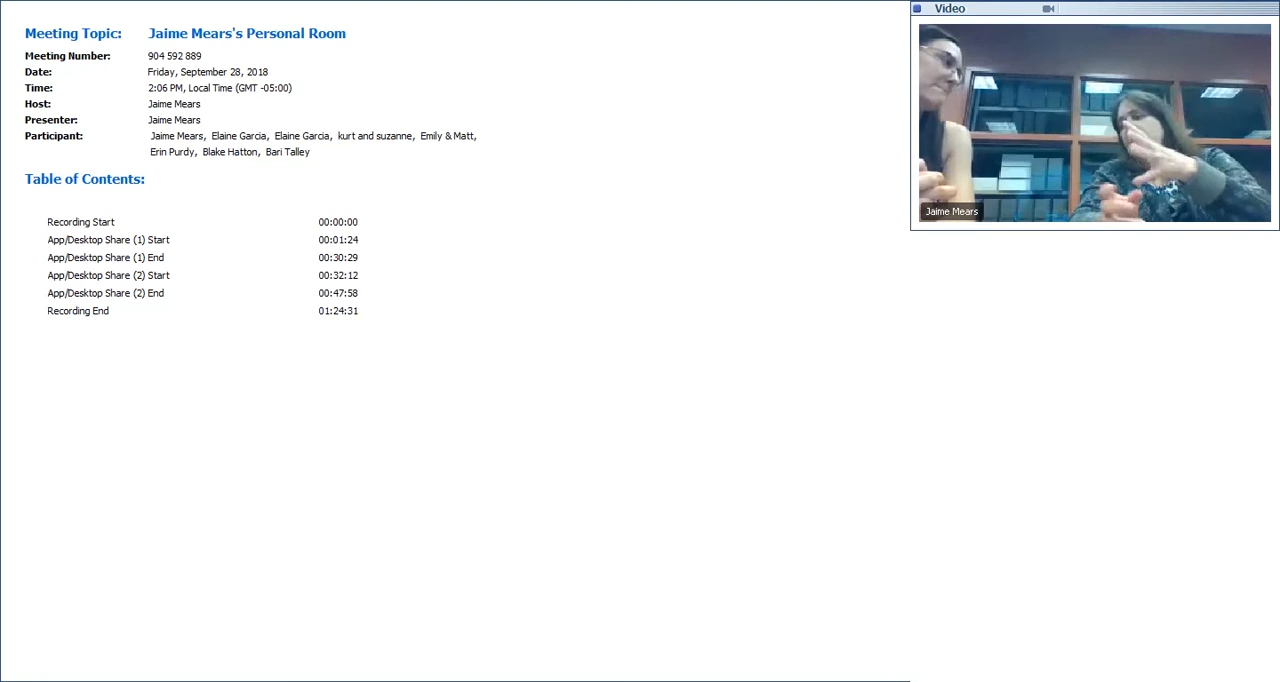 Meeting Topic: Jaime Mears's Personal Room
Meeting Number: 904 592 889
Date: Friday, September 28, 2018
Time: 2:06 PM, Local Time (GMT -05:00)
Host: Jaime Mears
Presenter: Jaime Mears
Participant: Jaime Mears, Elaine Garcia, Elaine Garcia, kurt and suzanne, Emily & Matt,
Erin Purdy, Blake Hatton, Bari Talley
Table of Contents:
Recording Start 00:00:00
App/Desktop Share (1) Start 00:01:24
App/Desktop Share (1) End 00:30:29
App/Desktop Share (2) Start 00:32:12
App/Desktop Share (2) End 00:47:58
Recording End 01:24:31
Video
Jaime Mears